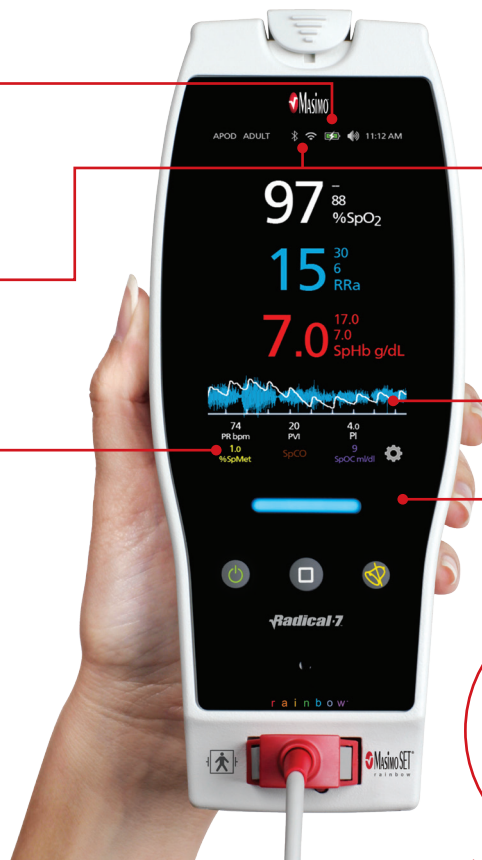 Masimo
APOD ADULT 11:12 AM
97 – 88 %SpO2
15 30 6 RRa
7.0 17.0 7.0 SpHb g/dL
74 20 4.0
PR bpm PVI PI
1.0 SpCO 9
%SpMet SpOC ml/dl
Radical-7
rainbow
Masimo SET®
rainbow